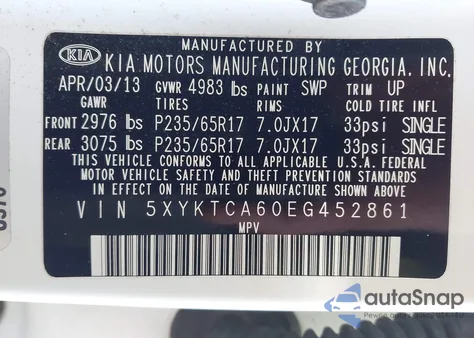 MANUFACTURED BY
KIA KIA MOTORS MANUFACTURING GEORGIA, INC.
APR/03/13 GVWR 4983 lbs PAINT SWP TRIM UP
GAWR TIRES RIMS COLD TIRE INFL
FRONT 2976 lbs P235/65R17 7.0JX17 33psi SINGLE
REAR 3075 lbs P235/65R17 7.0JX17 33psi SINGLE
THIS VEHICLE CONFORMS TO ALL APPLICABLE U.S.A. FEDERAL
MOTOR VEHICLE SAFETY, BUMPER, AND THEFT PREVENTION
STANDARDS IN EFFECT ON THE DATE OF MANUFACTURE SHOWN ABOVE.
VIN 5XYKTCA60EG452861
MPV
autoSnap